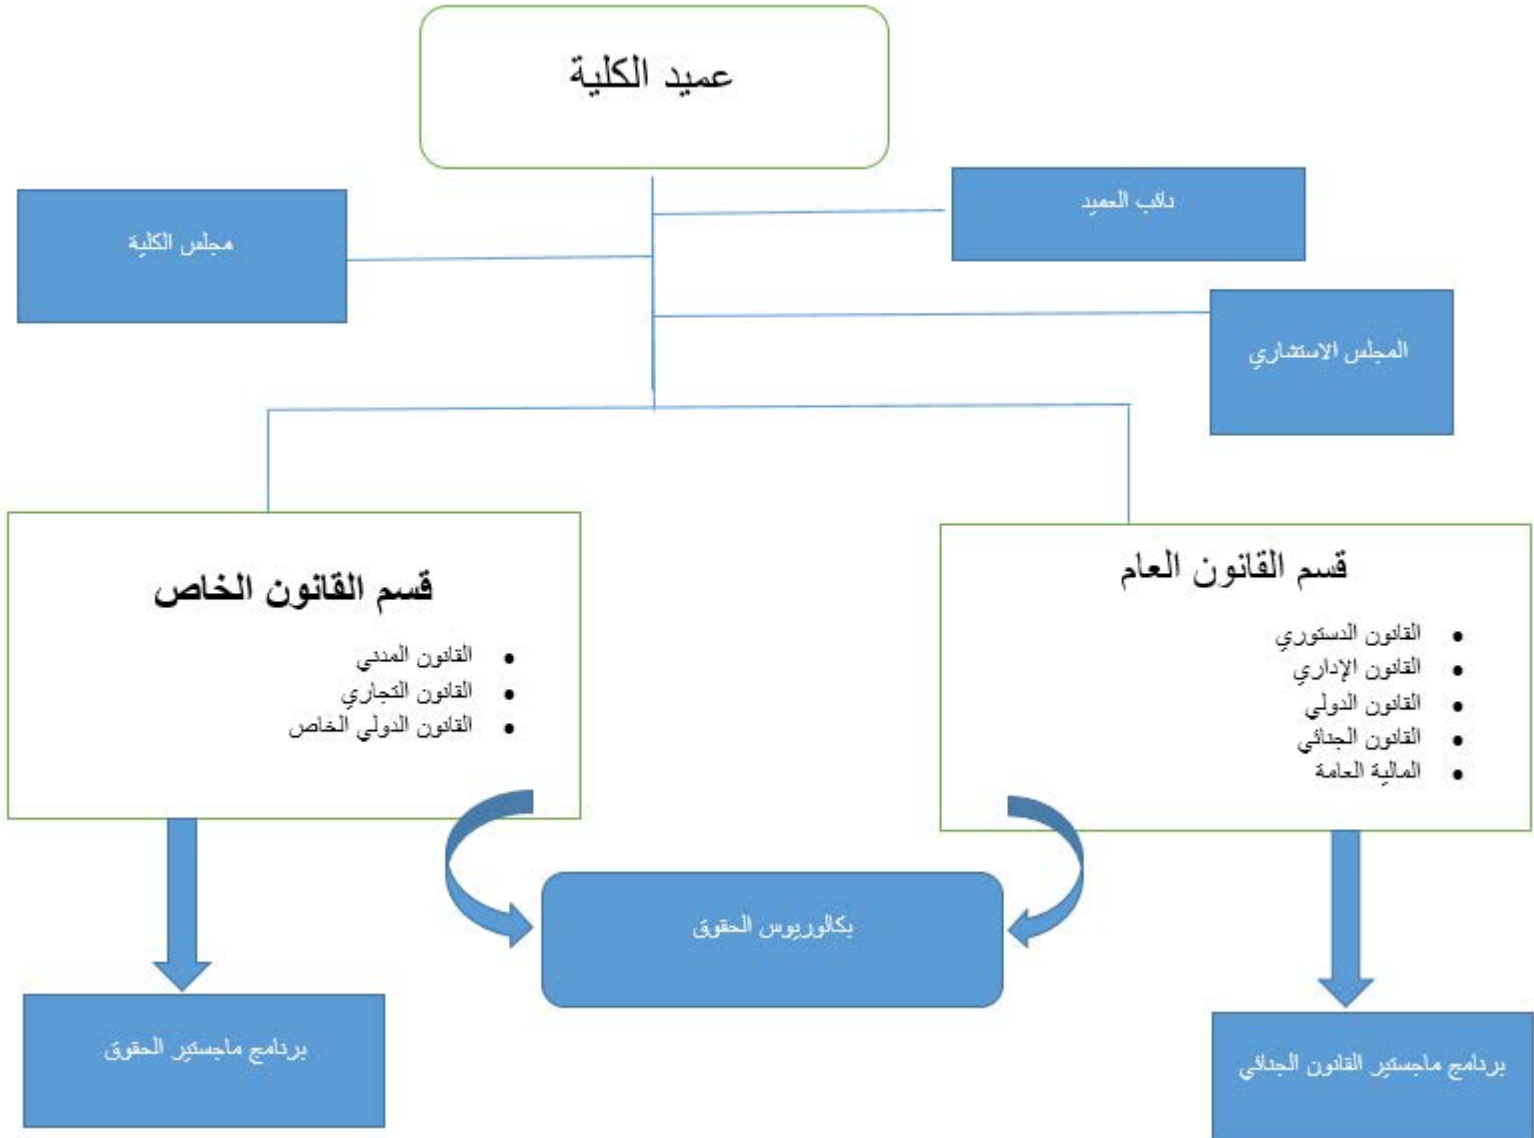 عميد الكلية
نائب العميد
مجلس الكلية
المجلس الاستشاري
قسم القانون العام
• القانون الدستوري
• القانون الإداري
• القانون الدولي
• القانون الجنائي
• المالية العامة
قسم القانون الخاص
• القانون المدني
• القانون التجاري
• القانون الدولي الخاص
بكالوريوس الحقوق
برنامج ماجستير القانون الجنائي
برنامج ماجستير الحقوق